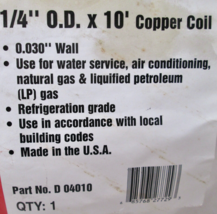 1/4" O.D. x 10' Copper Coil
• 0.030" Wall
• Use for water service, air conditioning,
natural gas & liquified petroleum
(LP) gas
• Refrigeration grade
• Use in accordance with local
building codes
• Made in the U.S.A.
Part No. D 04010
QTY: 1